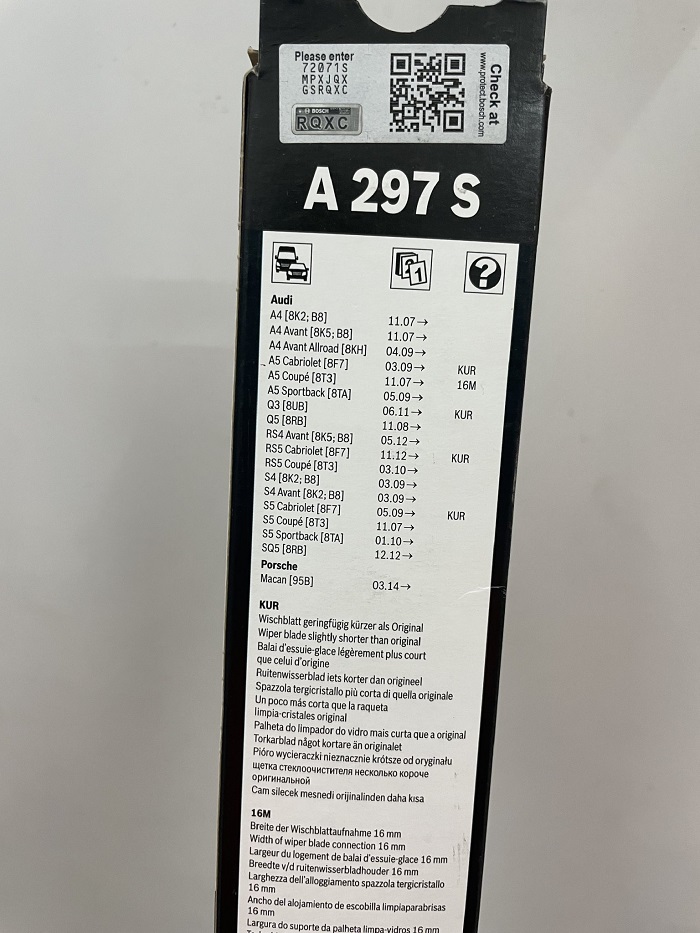 Please enter
72071S
MPXJQX
GSRQXC
BOSCH
RQXC
Check at
www.protect.bosch.com
A 297 S
Audi
A4 [8K2; B8] 11.07→
A4 Avant [8K5; B8] 11.07→
A4 Avant Allroad [8KH] 04.09→
A5 Cabriolet [8F7] 03.09→ KUR
A5 Coupé [8T3] 11.07→ 16M
A5 Sportback [8TA] 05.09→
Q3 [8UB] 06.11→ KUR
Q5 [8RB] 11.08→
RS4 Avant [8K5; B8] 05.12→
RS5 Cabriolet [8F7] 11.12→ KUR
RS5 Coupé [8T3] 03.10→
S4 [8K2; B8] 03.09→
S4 Avant [8K2; B8] 03.09→
S5 Cabriolet [8F7] 05.09→ KUR
S5 Coupé [8T3] 11.07→
S5 Sportback [8TA] 01.10→
SQ5 [8RB] 12.12→
Porsche
Macan [95B] 03.14→
KUR
Wischblatt geringfügig kürzer als Original
Wiper blade slightly shorter than original
Balai d'essuie-glace légèrement plus court
que celui d'origine
Ruitenwisserblad iets korter dan origineel
Spazzola tergicristallo più corta di quella originale
Un poco más corta que la raqueta
limpia-cristales original
Palheta do limpador do vidro mais curta que a original
Torkarblad något kortare än originalet
Pióro wycieraczki nieznacznie krótsze od oryginału
щетка стеклоочистителя несколько короче
оригинальной
Cam silecek mesnedi orijinalinden daha kısa
16M
Breite der Wischblattaufnahme 16 mm
Width of wiper blade connection 16 mm
Largeur du logement de balai d'essuie-glace 16 mm
Breedte v/d ruitenwisserbladhouder 16 mm
Larghezza dell'alloggiamento spazzola tergicristallo
16 mm
Ancho del alojamiento de escobilla limpiaparabrisas
16 mm
Largura do suporte da palheta limpa-vidros 16 mm